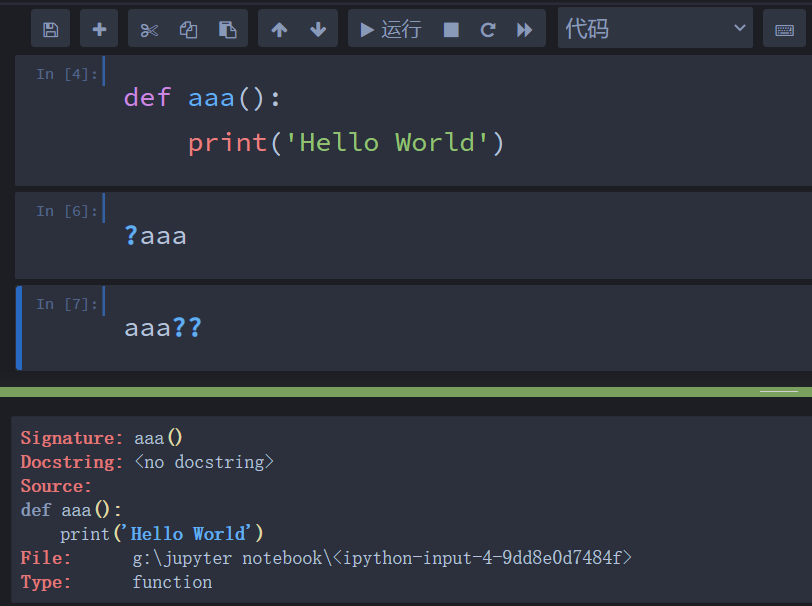 运行 代码
In [4]:
def aaa():
    print('Hello World')
In [6]:
?aaa
In [7]:
aaa??
Signature: aaa()
Docstring: <no docstring>
Source:
def aaa():
    print('Hello World')
File:      g:\jupyter notebook\<ipython-input-4-9dd8e0d7484f>
Type:      function